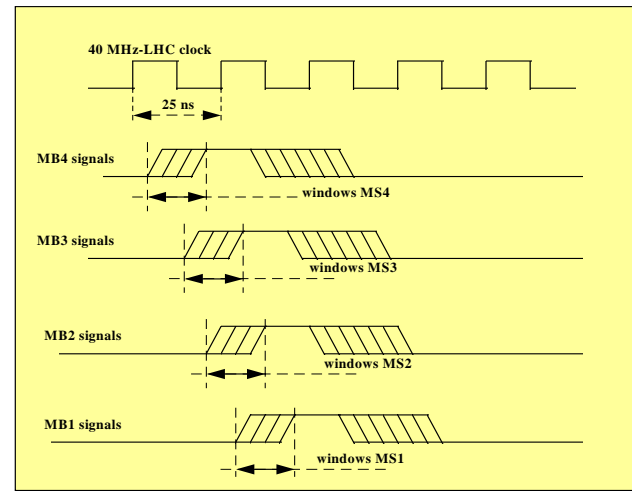 40 MHz-LHC clock
25 ns
MB4 signals
windows MS4
MB3 signals
windows MS3
MB2 signals
windows MS2
MB1 signals
windows MS1